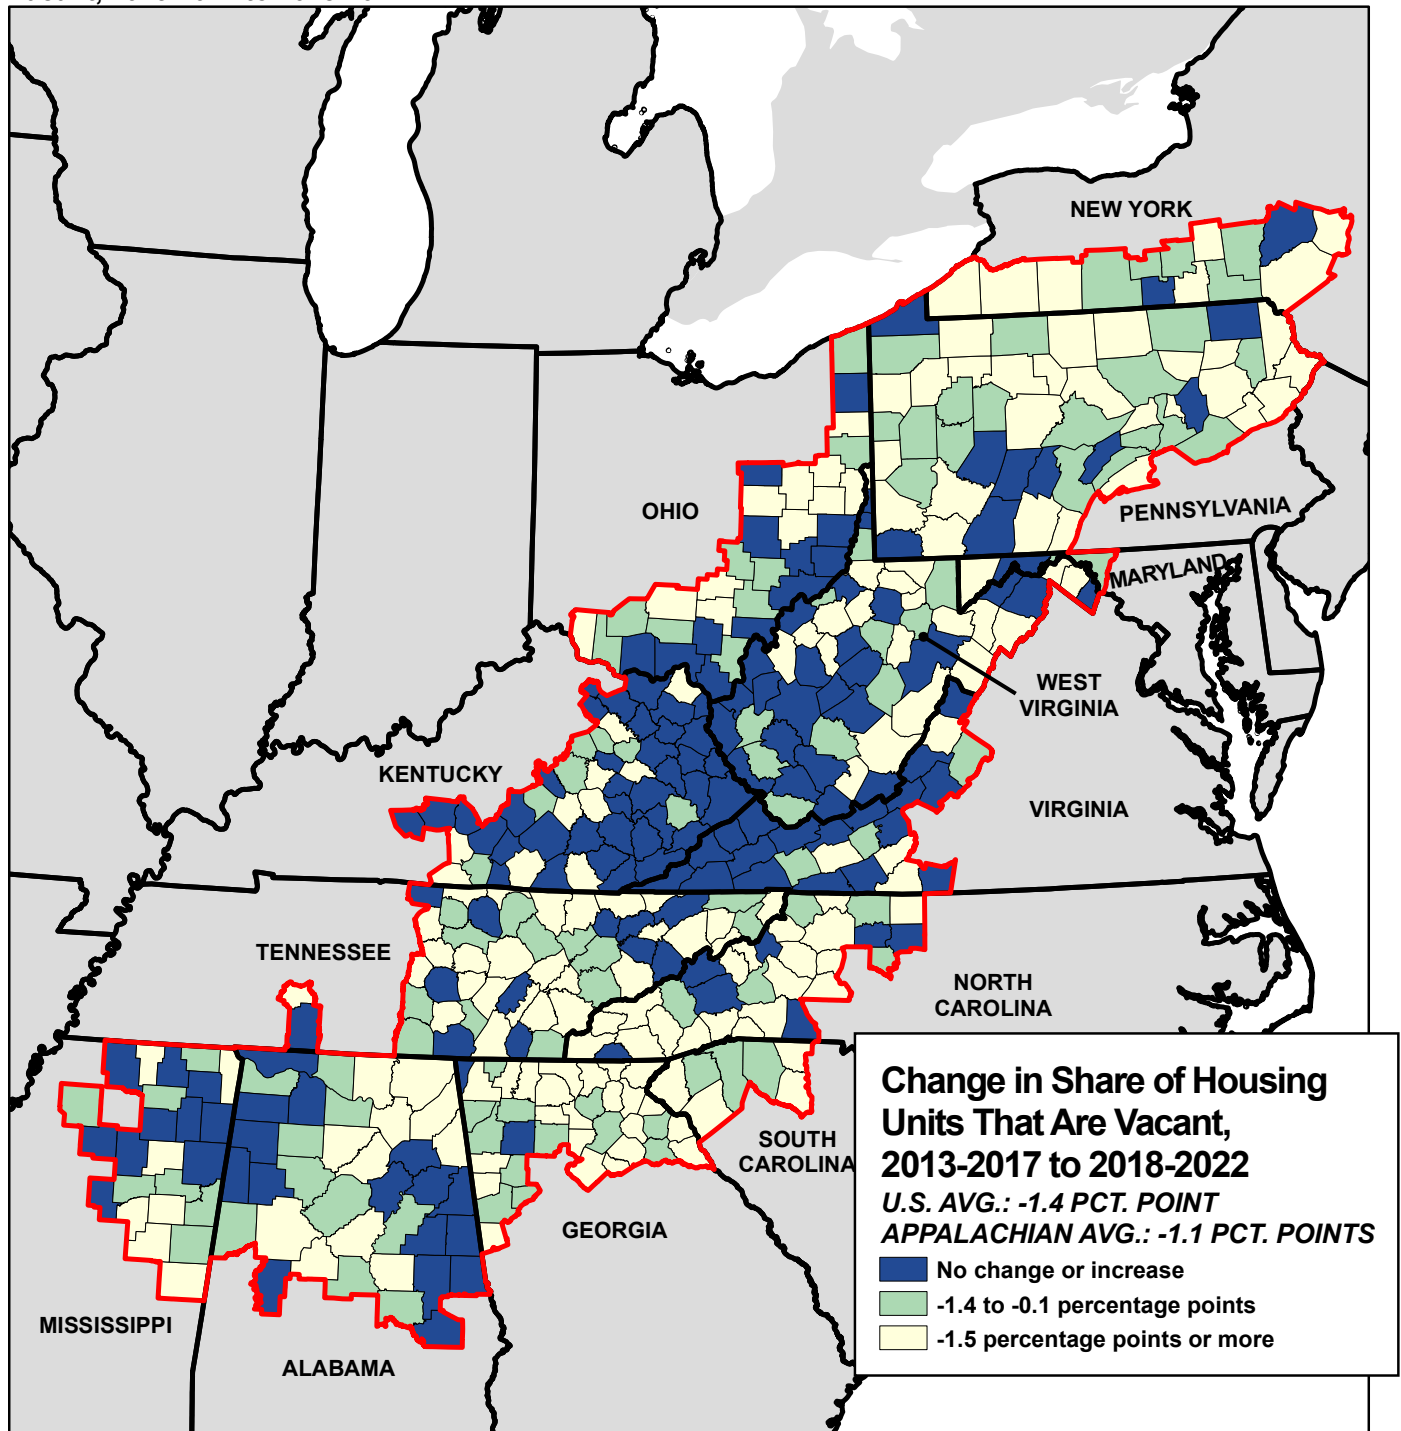 NEW YORK
OHIO
PENNSYLVANIA
MARYLAND
WEST
VIRGINIA
KENTUCKY
VIRGINIA
TENNESSEE
NORTH
CAROLINA
SOUTH
CAROLINA
GEORGIA
MISSISSIPPI
ALABAMA
Change in Share of Housing
Units That Are Vacant,
2013-2017 to 2018-2022
U.S. AVG.: -1.4 PCT. POINT
APPALACHIAN AVG.: -1.1 PCT. POINTS
No change or increase
-1.4 to -0.1 percentage points
-1.5 percentage points or more